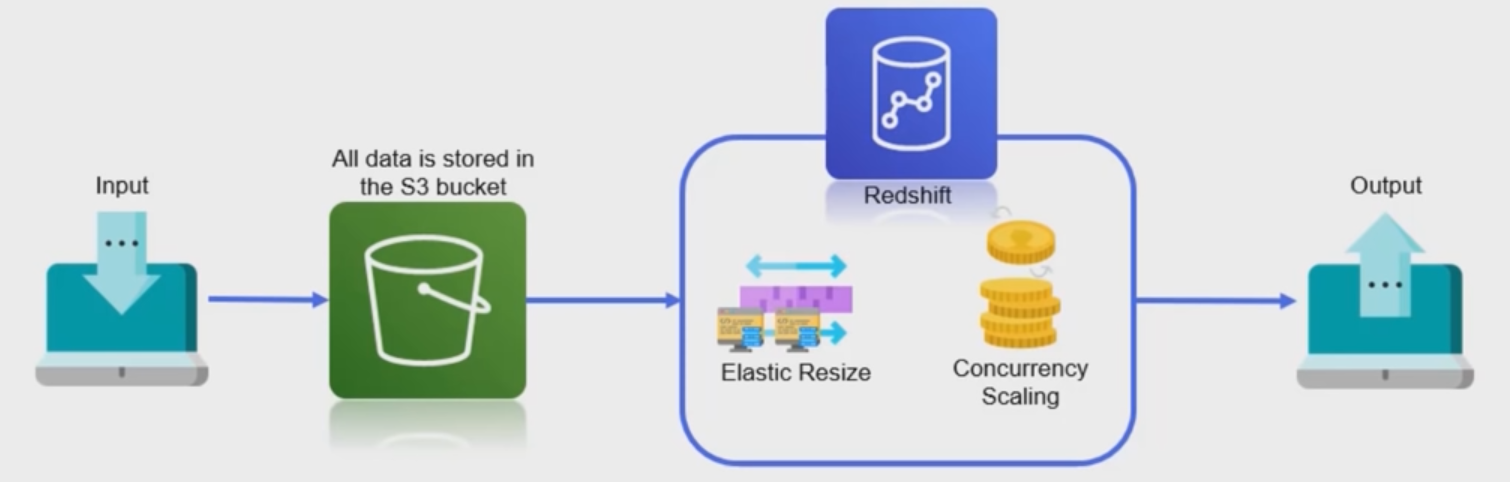 Input
All data is stored in
the S3 bucket
Redshift
Elastic Resize
Concurrency
Scaling
Output